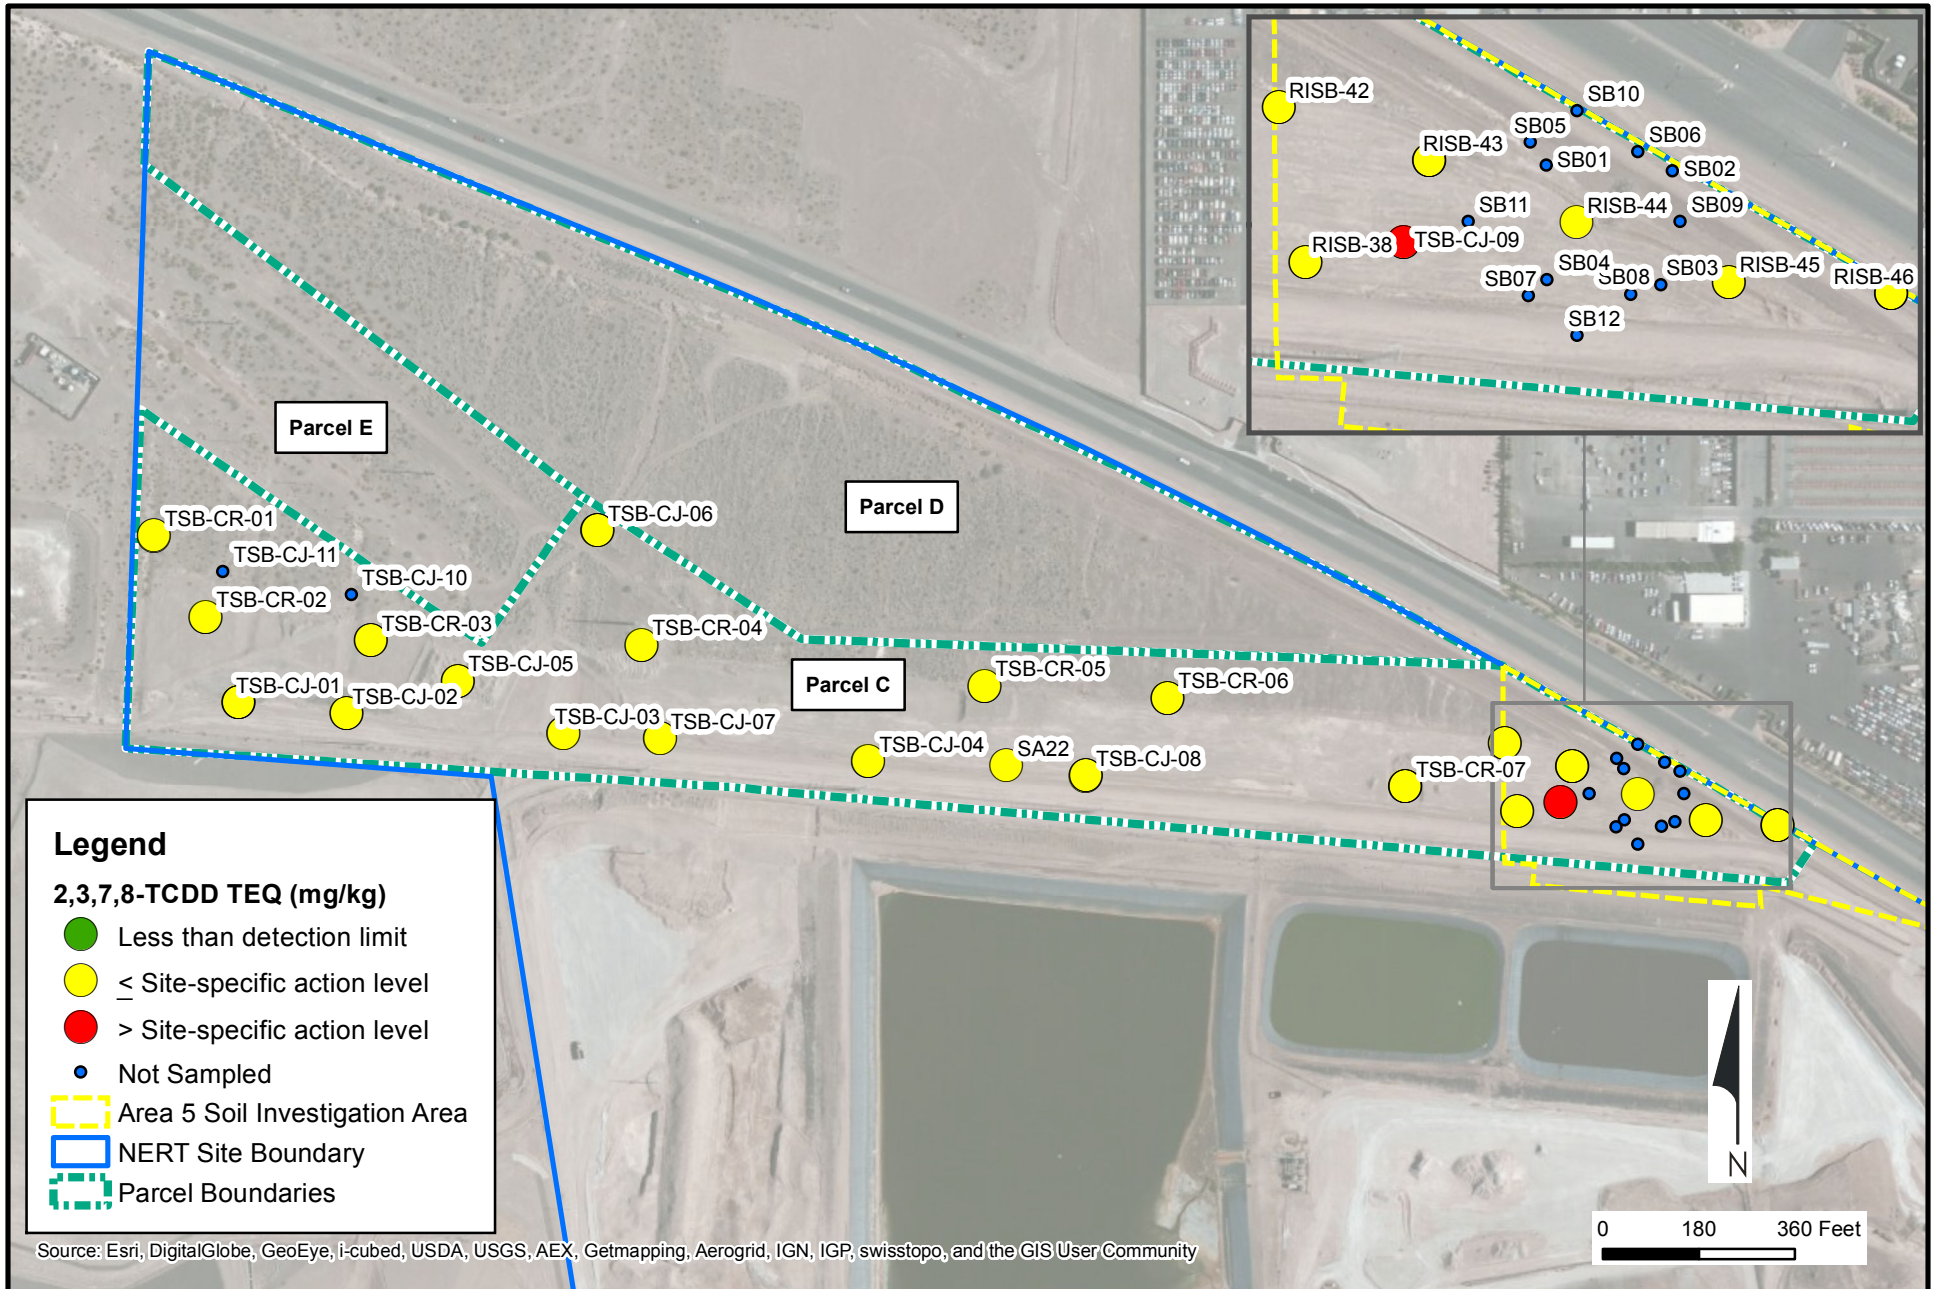 RISB-42
SB10
SB05
SB06
RISB-43
SB01
SB02
SB11
RISB-44
SB09
RISB-38
TSB-CJ-09
SB04
SB03
RISB-45
SB07
SB08
RISB-46
SB12
Parcel E
Parcel D
TSB-CR-01
TSB-CJ-06
TSB-CJ-11
TSB-CJ-10
TSB-CR-02
TSB-CR-03
TSB-CR-04
TSB-CJ-05
TSB-CR-05
Parcel C
TSB-CR-06
TSB-CJ-01
TSB-CJ-02
TSB-CJ-03
TSB-CJ-07
TSB-CJ-04
SA22
TSB-CJ-08
TSB-CR-07
Legend
2,3,7,8-TCDD TEQ (mg/kg)
Less than detection limit
≤ Site-specific action level
> Site-specific action level
Not Sampled
Area 5 Soil Investigation Area
NERT Site Boundary
Parcel Boundaries
N
0 180 360 Feet
Source: Esri, DigitalGlobe, GeoEye, i-cubed, USDA, USGS, AEX, Getmapping, Aerogrid, IGN, IGP, swisstopo, and the GIS User Community